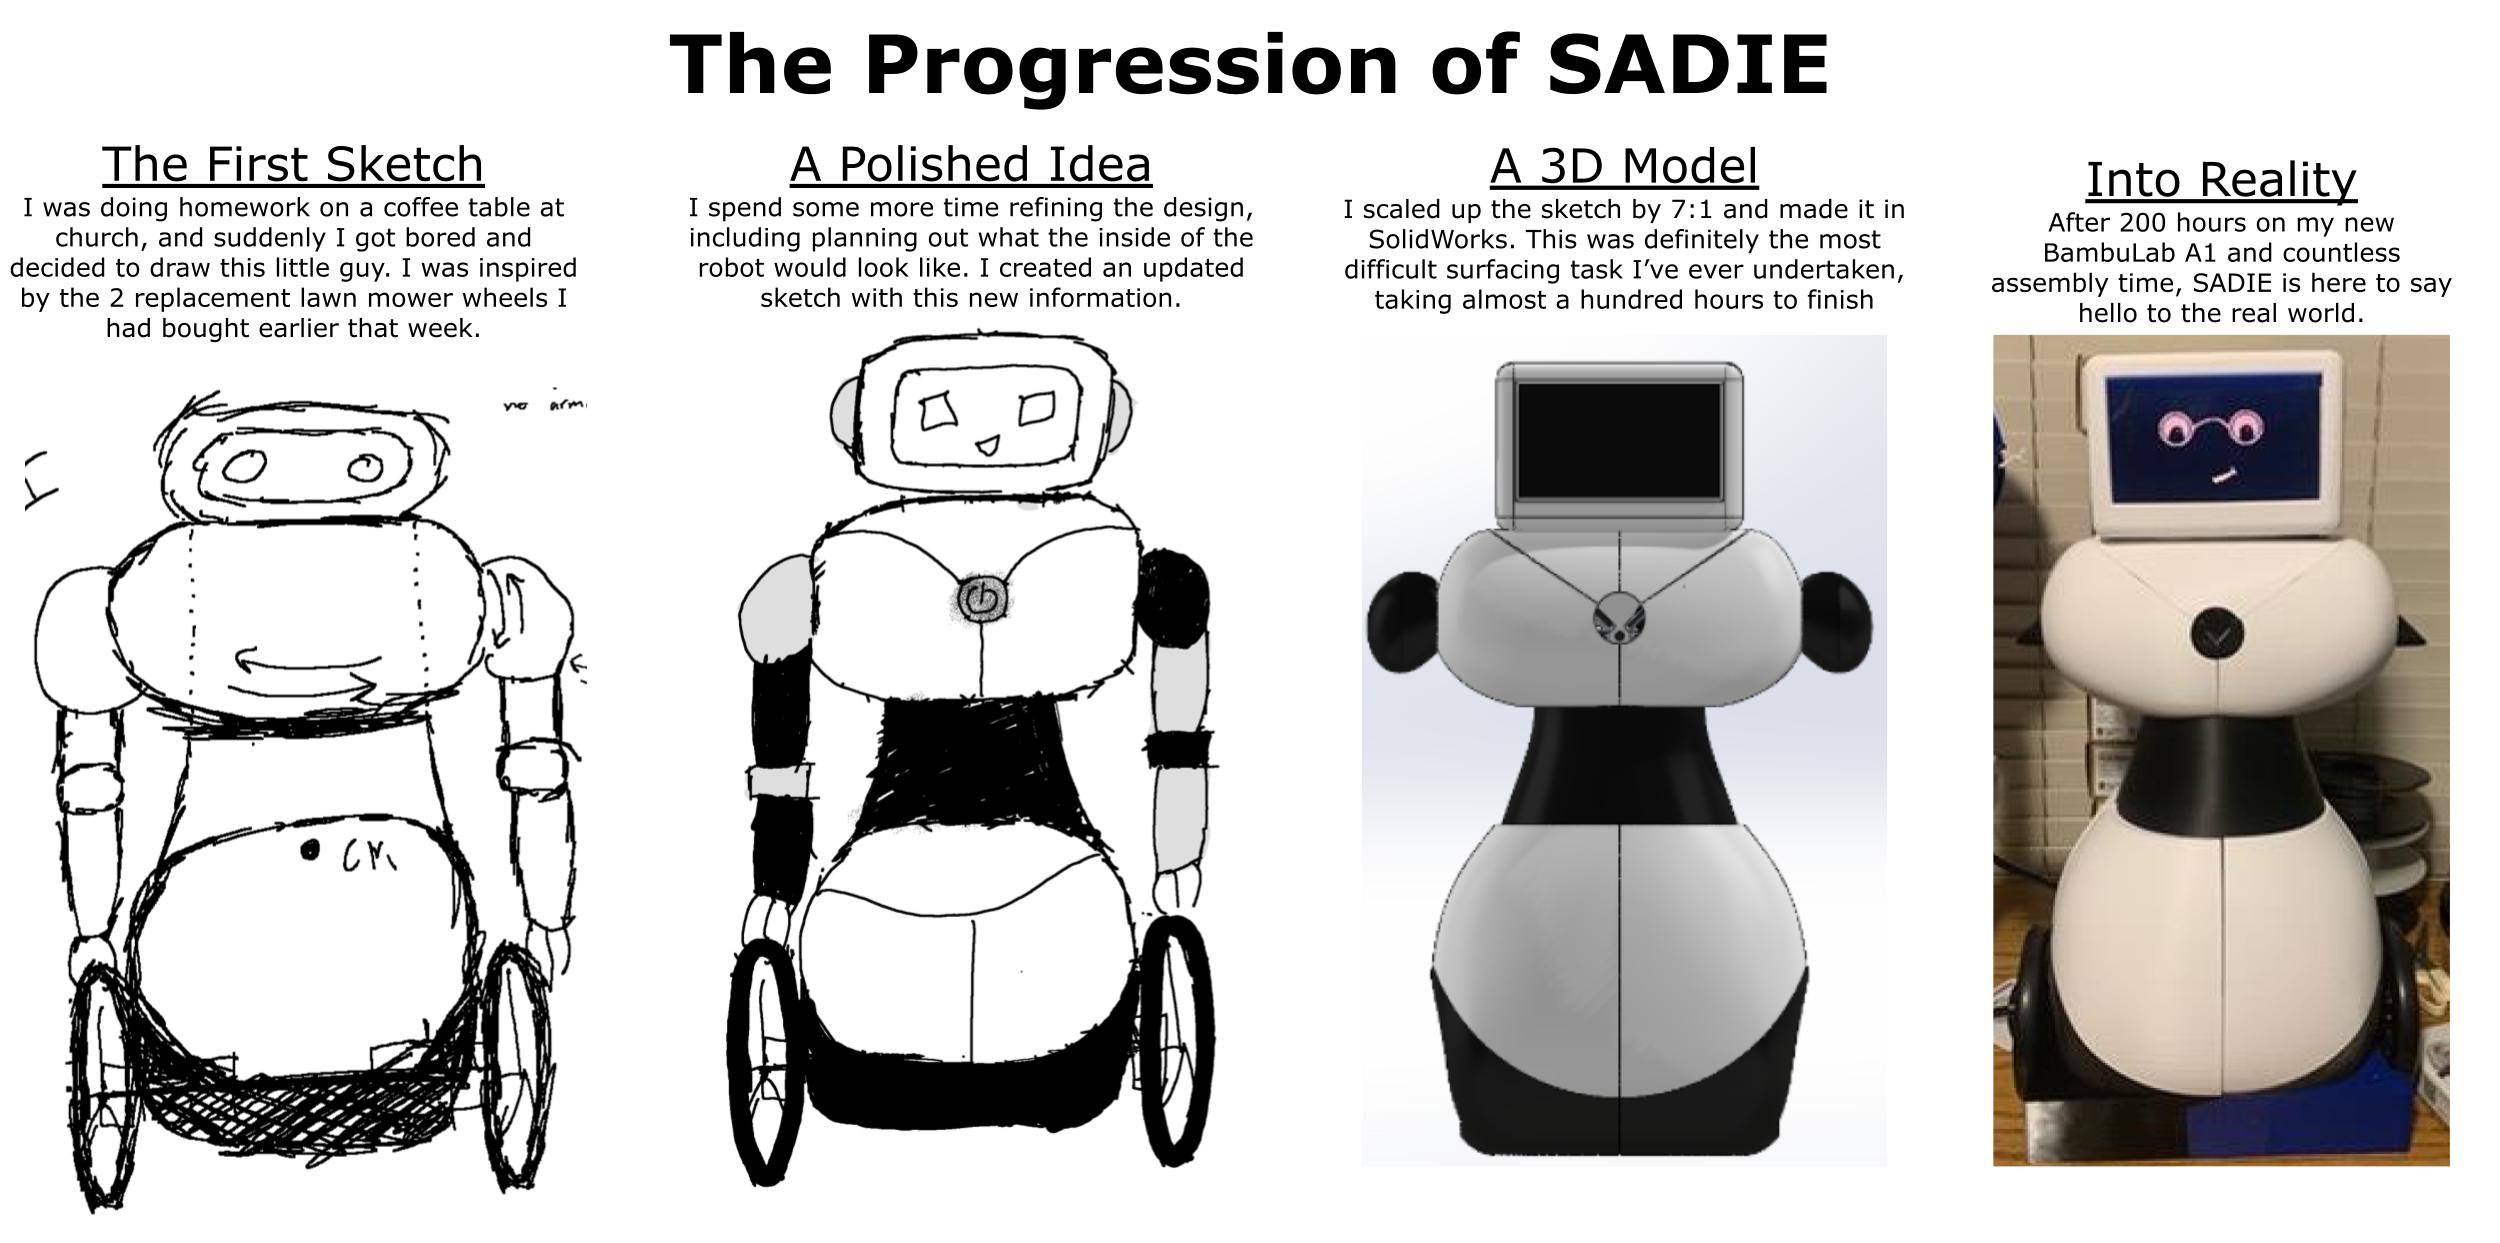 The Progression of SADIE
The First Sketch
I was doing homework on a coffee table at
church, and suddenly I got bored and
decided to draw this little guy. I was inspired
by the 2 replacement lawn mower wheels I
had bought earlier that week.
no arm
A Polished Idea
I spend some more time refining the design,
including planning out what the inside of the
robot would look like. I created an updated
sketch with this new information.
A 3D Model
I scaled up the sketch by 7:1 and made it in
SolidWorks. This was definitely the most
difficult surfacing task I’ve ever undertaken,
taking almost a hundred hours to finish
Into Reality
After 200 hours on my new
BambuLab A1 and countless
assembly time, SADIE is here to say
hello to the real world.